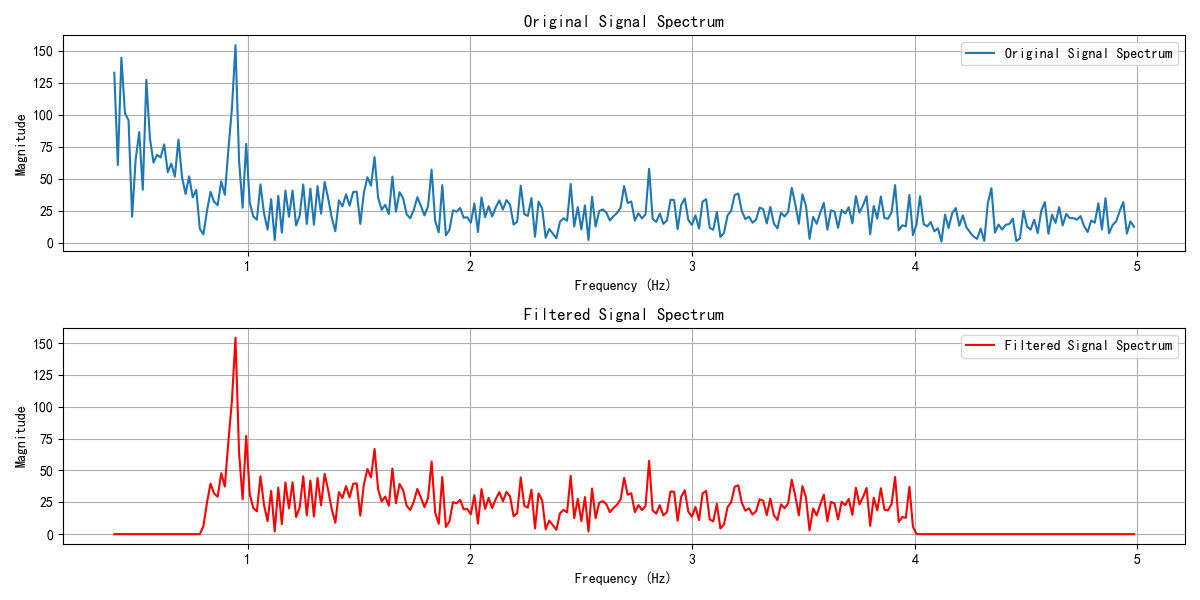 Original Signal Spectrum
150
125
100
75
50
25
0
Magnitude
Original Signal Spectrum
1 2 3 4 5
Frequency (Hz)
Filtered Signal Spectrum
150
125
100
75
50
25
0
Magnitude
Filtered Signal Spectrum
1 2 3 4 5
Frequency (Hz)